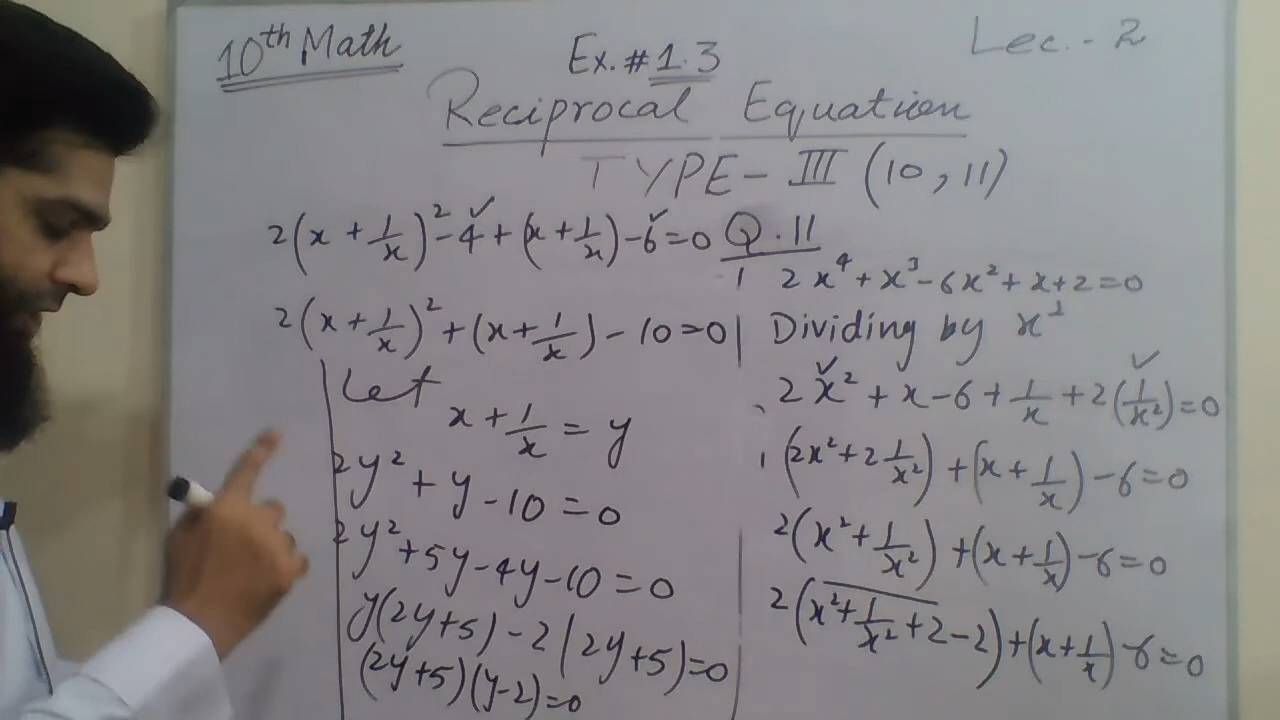 10th Math
Ex.# 1.3
Lec.- 2
Reciprocal Equation
TYPE- III (10,11)
Q.11
2x⁴ + x³ - 6x² + x + 2 = 0
Dividing by x²
2x² + x - 6 + 1/x + 2(1/x²) = 0
(2x² + 2 1/x²) + (x + 1/x) - 6 = 0
2(x² + 1/x²) + (x + 1/x) - 6 = 0
2(x² + 1/x² + 2 - 2) + (x + 1/x) - 6 = 0
2(x + 1/x)² - 4 + (x + 1/x) - 6 = 0
2(x + 1/x)² + (x + 1/x) - 10 = 0
Let
x + 1/x = y
2y² + y - 10 = 0
2y² + 5y - 4y - 10 = 0
y(2y+5) - 2(2y+5) = 0
(2y+5)(y-2) = 0